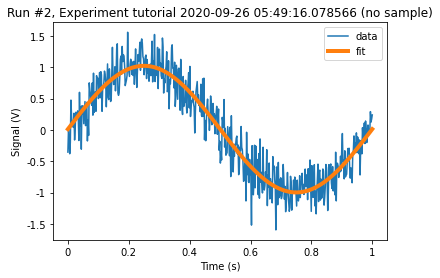 Run #2, Experiment tutorial 2020-09-26 05:49:16.078566 (no sample)
data
fit
Signal (V)
1.5
1
0.5
0
-0.5
-1
-1.5
0
0.2
0.4
0.6
0.8
1
Time (s)